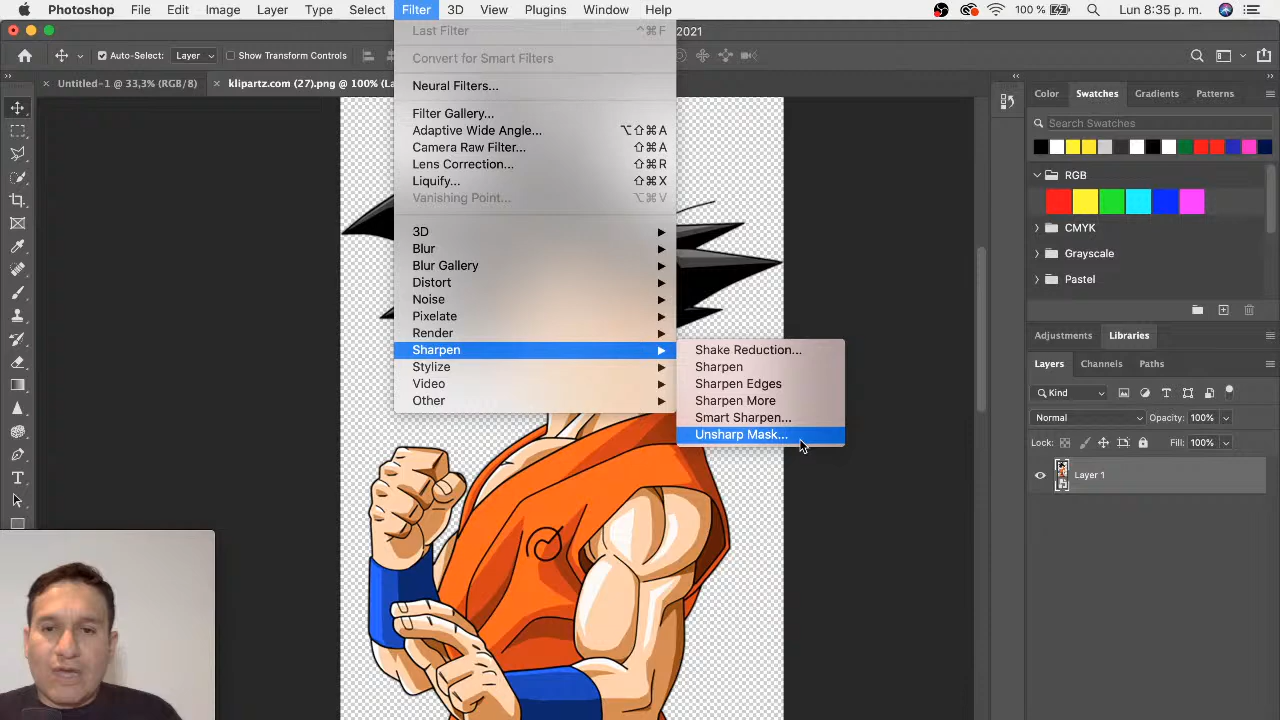 Photoshop File Edit Image Layer Type Select Filter 3D View Plugins Window Help 100 % Lun 8:35 p. m.
2021
Auto-Select: Layer Show Transform Controls
Untitled-1 @ 33,3% (RGB/8) klipartz.com (27).png @ 100% (La
Last Filter ^⌘F
Convert for Smart Filters
Neural Filters...
Filter Gallery...
Adaptive Wide Angle... ⌥⇧⌘A
Camera Raw Filter... ⇧⌘A
Lens Correction... ⇧⌘R
Liquify... ⇧⌘X
Vanishing Point... ⌥⌘V
3D
Blur
Blur Gallery
Distort
Noise
Pixelate
Render
Sharpen
Stylize
Video
Other
Shake Reduction...
Sharpen
Sharpen Edges
Sharpen More
Smart Sharpen...
Unsharp Mask...
Color Swatches Gradients Patterns
Search Swatches
RGB
CMYK
Grayscale
Pastel
Adjustments Libraries
Layers Channels Paths
Kind
Normal Opacity: 100%
Lock: Fill: 100%
Layer 1